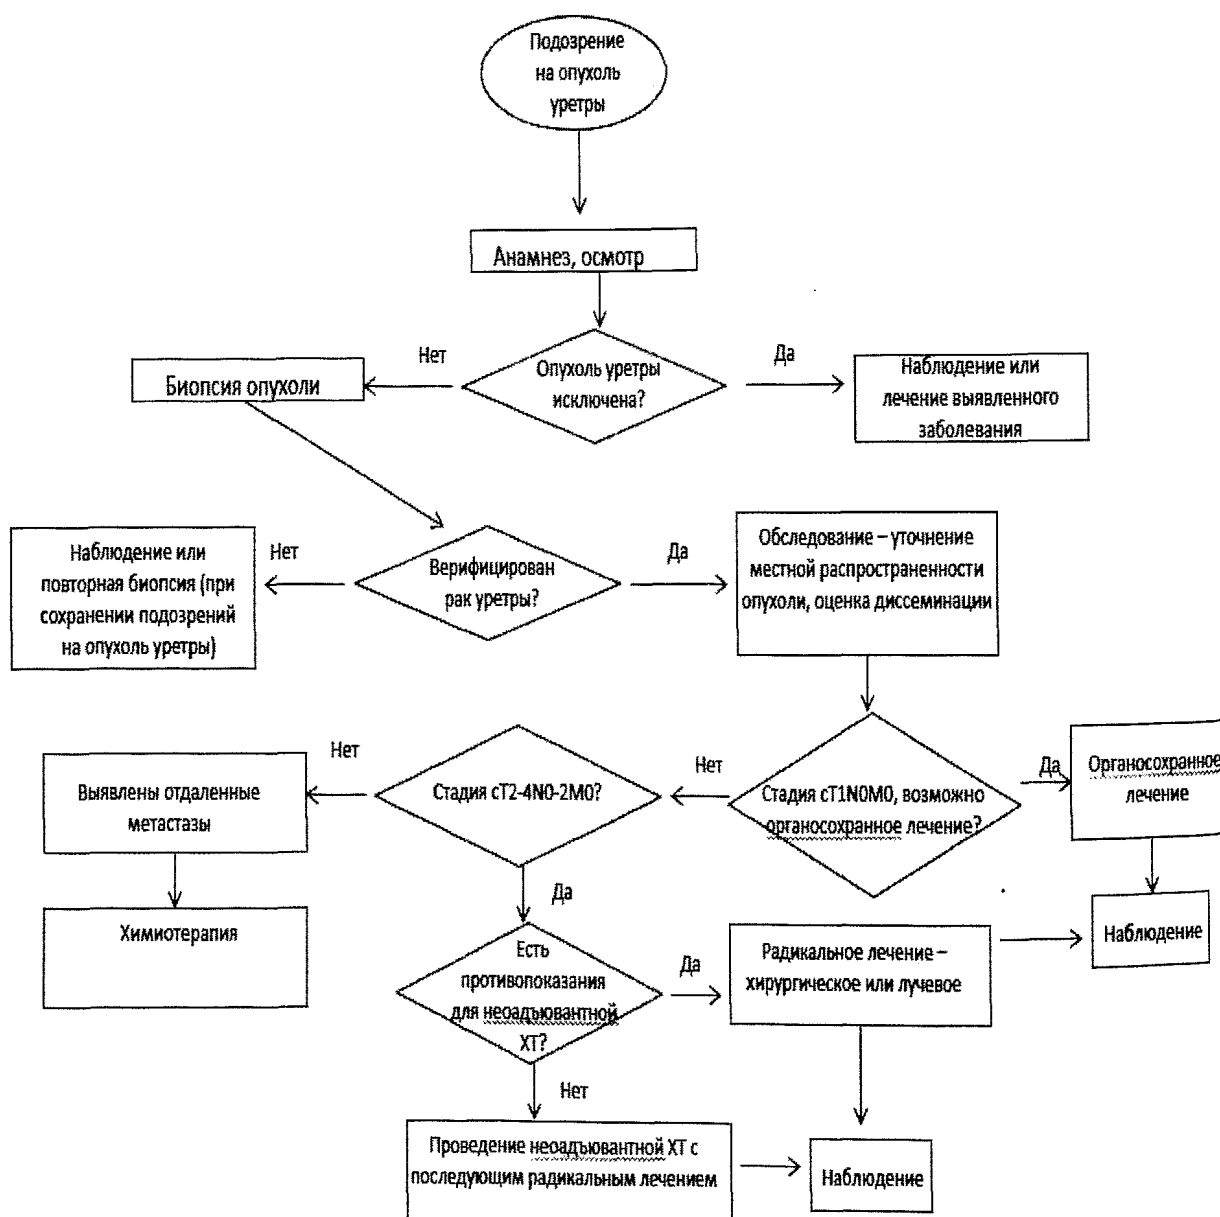 Подозрение
на опухоль
уретры
Анамнез, осмотр
Опухоль уретры
исключена?
Нет
Да
Биопсия опухоли
Наблюдение или
лечение выявленного
заболевания
Верифицирован
рак уретры?
Нет
Да
Наблюдение или
повторная биопсия (при
сохранении подозрений
на опухоль уретры)
Обследование – уточнение
местной распространенности
опухоли, оценка диссеминации
Стадия cT1N0M0, возможно
органосохранное лечение?
Да
Органосохранное
лечение
Нет
Стадия cT2-4N0-2M0?
Нет
Выявлены отдаленные
метастазы
Химиотерапия
Да
Есть
противопоказания
для неоадъювантной
ХТ?
Да
Радикальное лечение –
хирургическое или лучевое
Наблюдение
Нет
Проведение неоадъювантной ХТ с
последующим радикальным лечением
Наблюдение